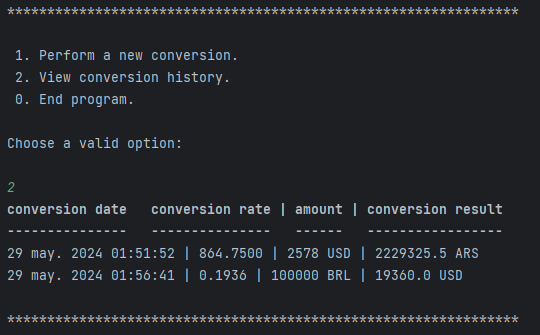 ****************************************************************
1. Perform a new conversion.
2. View conversion history.
0. End program.
Choose a valid option:
2
conversion date   conversion rate | amount | conversion result
---------------   ---------------   ------   -----------------
29 may. 2024 01:51:52 | 864.7500 | 2578 USD | 2229325.5 ARS
29 may. 2024 01:56:41 | 0.1936 | 100000 BRL | 19360.0 USD
****************************************************************